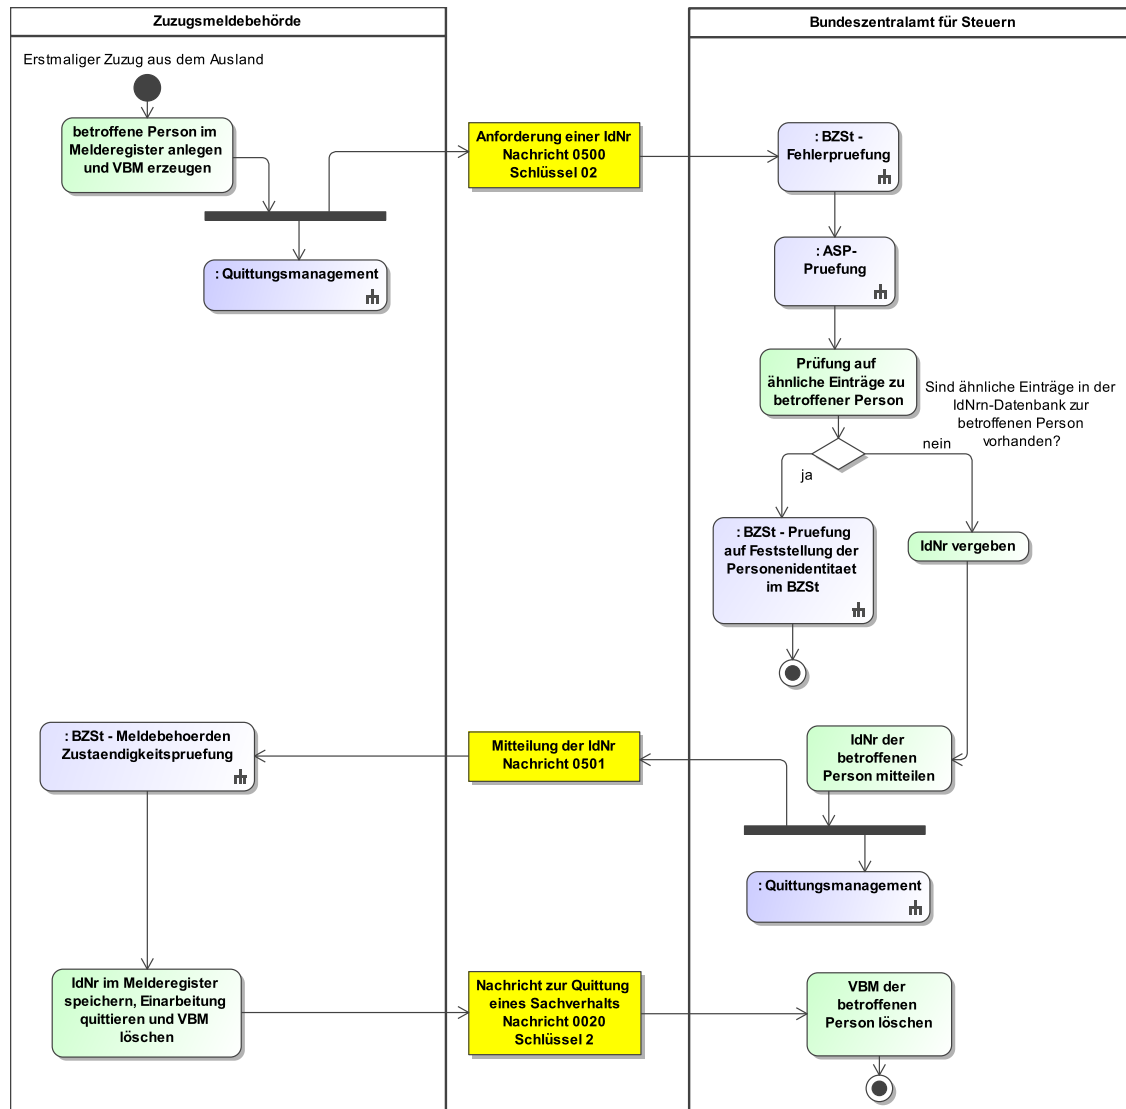 Zuzugsmeldebehörde
Bundeszentralamt für Steuern
Erstmaliger Zuzug aus dem Ausland
betroffene Person im
Melderegister anlegen
und VBM erzeugen
Anforderung einer IdNr
Nachricht 0500
Schlüssel 02
: BZSt -
Fehlerpruefung
: Quittungsmanagement
: ASP-
Pruefung
Prüfung auf
ähnliche Einträge zu
betroffener Person
Sind ähnliche Einträge in der
IdNrn-Datenbank zur
betroffenen Person
vorhanden?
nein
ja
: BZSt - Pruefung
auf Feststellung der
Personenidentitaet
im BZSt
IdNr vergeben
: BZSt - Meldebehoerden
Zustaendigkeitspruefung
Mitteilung der IdNr
Nachricht 0501
IdNr der
betroffenen
Person mitteilen
: Quittungsmanagement
IdNr im Melderegister
speichern, Einarbeitung
quittieren und VBM
löschen
Nachricht zur Quittung
eines Sachverhalts
Nachricht 0020
Schlüssel 2
VBM der
betroffenen
Person löschen